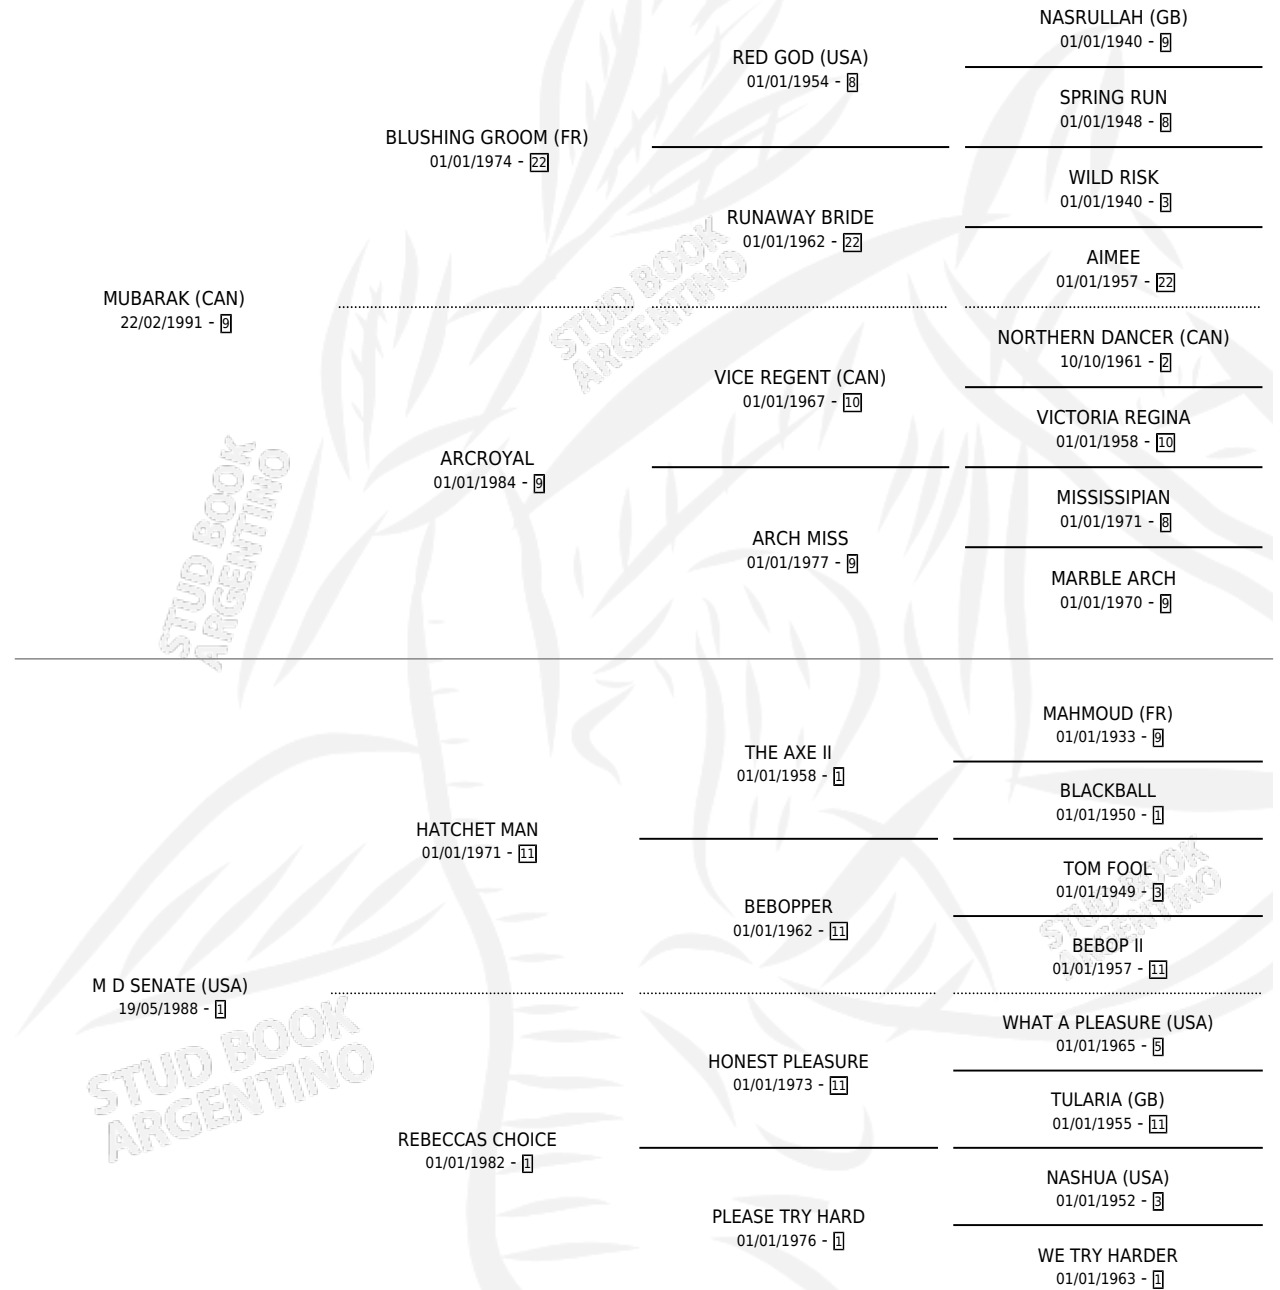 MUBARAK (CAN)
22/02/1991 - 9
BLUSHING GROOM (FR)
01/01/1974 - 22
ARCROYAL
01/01/1984 - 9
RED GOD (USA)
01/01/1954 - 8
RUNAWAY BRIDE
01/01/1962 - 22
VICE REGENT (CAN)
01/01/1967 - 10
ARCH MISS
01/01/1977 - 9
NASRULLAH (GB)
01/01/1940 - 9
SPRING RUN
01/01/1948 - 8
WILD RISK
01/01/1940 - 3
AIMEE
01/01/1957 - 22
NORTHERN DANCER (CAN)
10/10/1961 - 2
VICTORIA REGINA
01/01/1958 - 10
MISSISSIPIAN
01/01/1971 - 8
MARBLE ARCH
01/01/1970 - 9
STUD BOOK
ARGENTINO
STUD BOOK
ARGENTINO
M D SENATE (USA)
19/05/1988 - 1
HATCHET MAN
01/01/1971 - 11
REBECCAS CHOICE
01/01/1982 - 1
THE AXE II
01/01/1958 - 1
BEBOPPER
01/01/1962 - 11
HONEST PLEASURE
01/01/1973 - 11
PLEASE TRY HARD
01/01/1976 - 1
MAHMOUD (FR)
01/01/1933 - 9
BLACKBALL
01/01/1950 - 1
TOM FOOL
01/01/1949 - 3
BEBOP II
01/01/1957 - 11
WHAT A PLEASURE (USA)
01/01/1965 - 5
TULARIA (GB)
01/01/1955 - 11
NASHUA (USA)
01/01/1952 - 3
WE TRY HARDER
01/01/1963 - 1
STUD BOOK
ARGENTINO
STUD BOOK
ARGENTINO